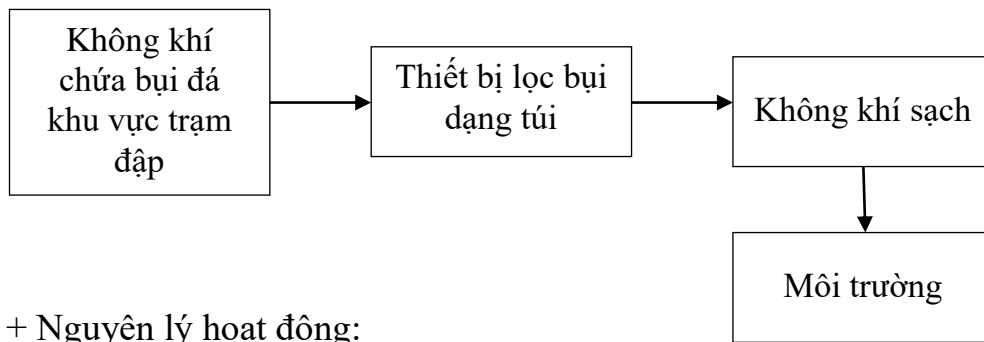 Không khí
chứa bụi đá
khu vực trạm
đập
Thiết bị lọc bụi
dạng túi
Không khí sạch
Môi trường
+ Nguyên lý hoạt động: